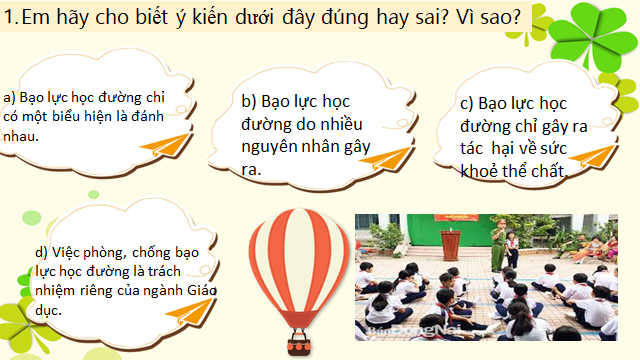 1.Em hãy cho biết ý kiến dưới đây đúng hay sai? Vì sao?
a) Bạo lực học đường chỉ
có một biểu hiện là đánh
nhau.
b) Bạo lực học
đường do nhiều
nguyên nhân gây
ra.
c) Bạo lực học
đường chỉ gây ra
tác hại về sức
khoẻ thể chất.
d) Việc phòng, chống bạo
lực học đường là trách
nhiệm riêng của ngành Giáo
dục.